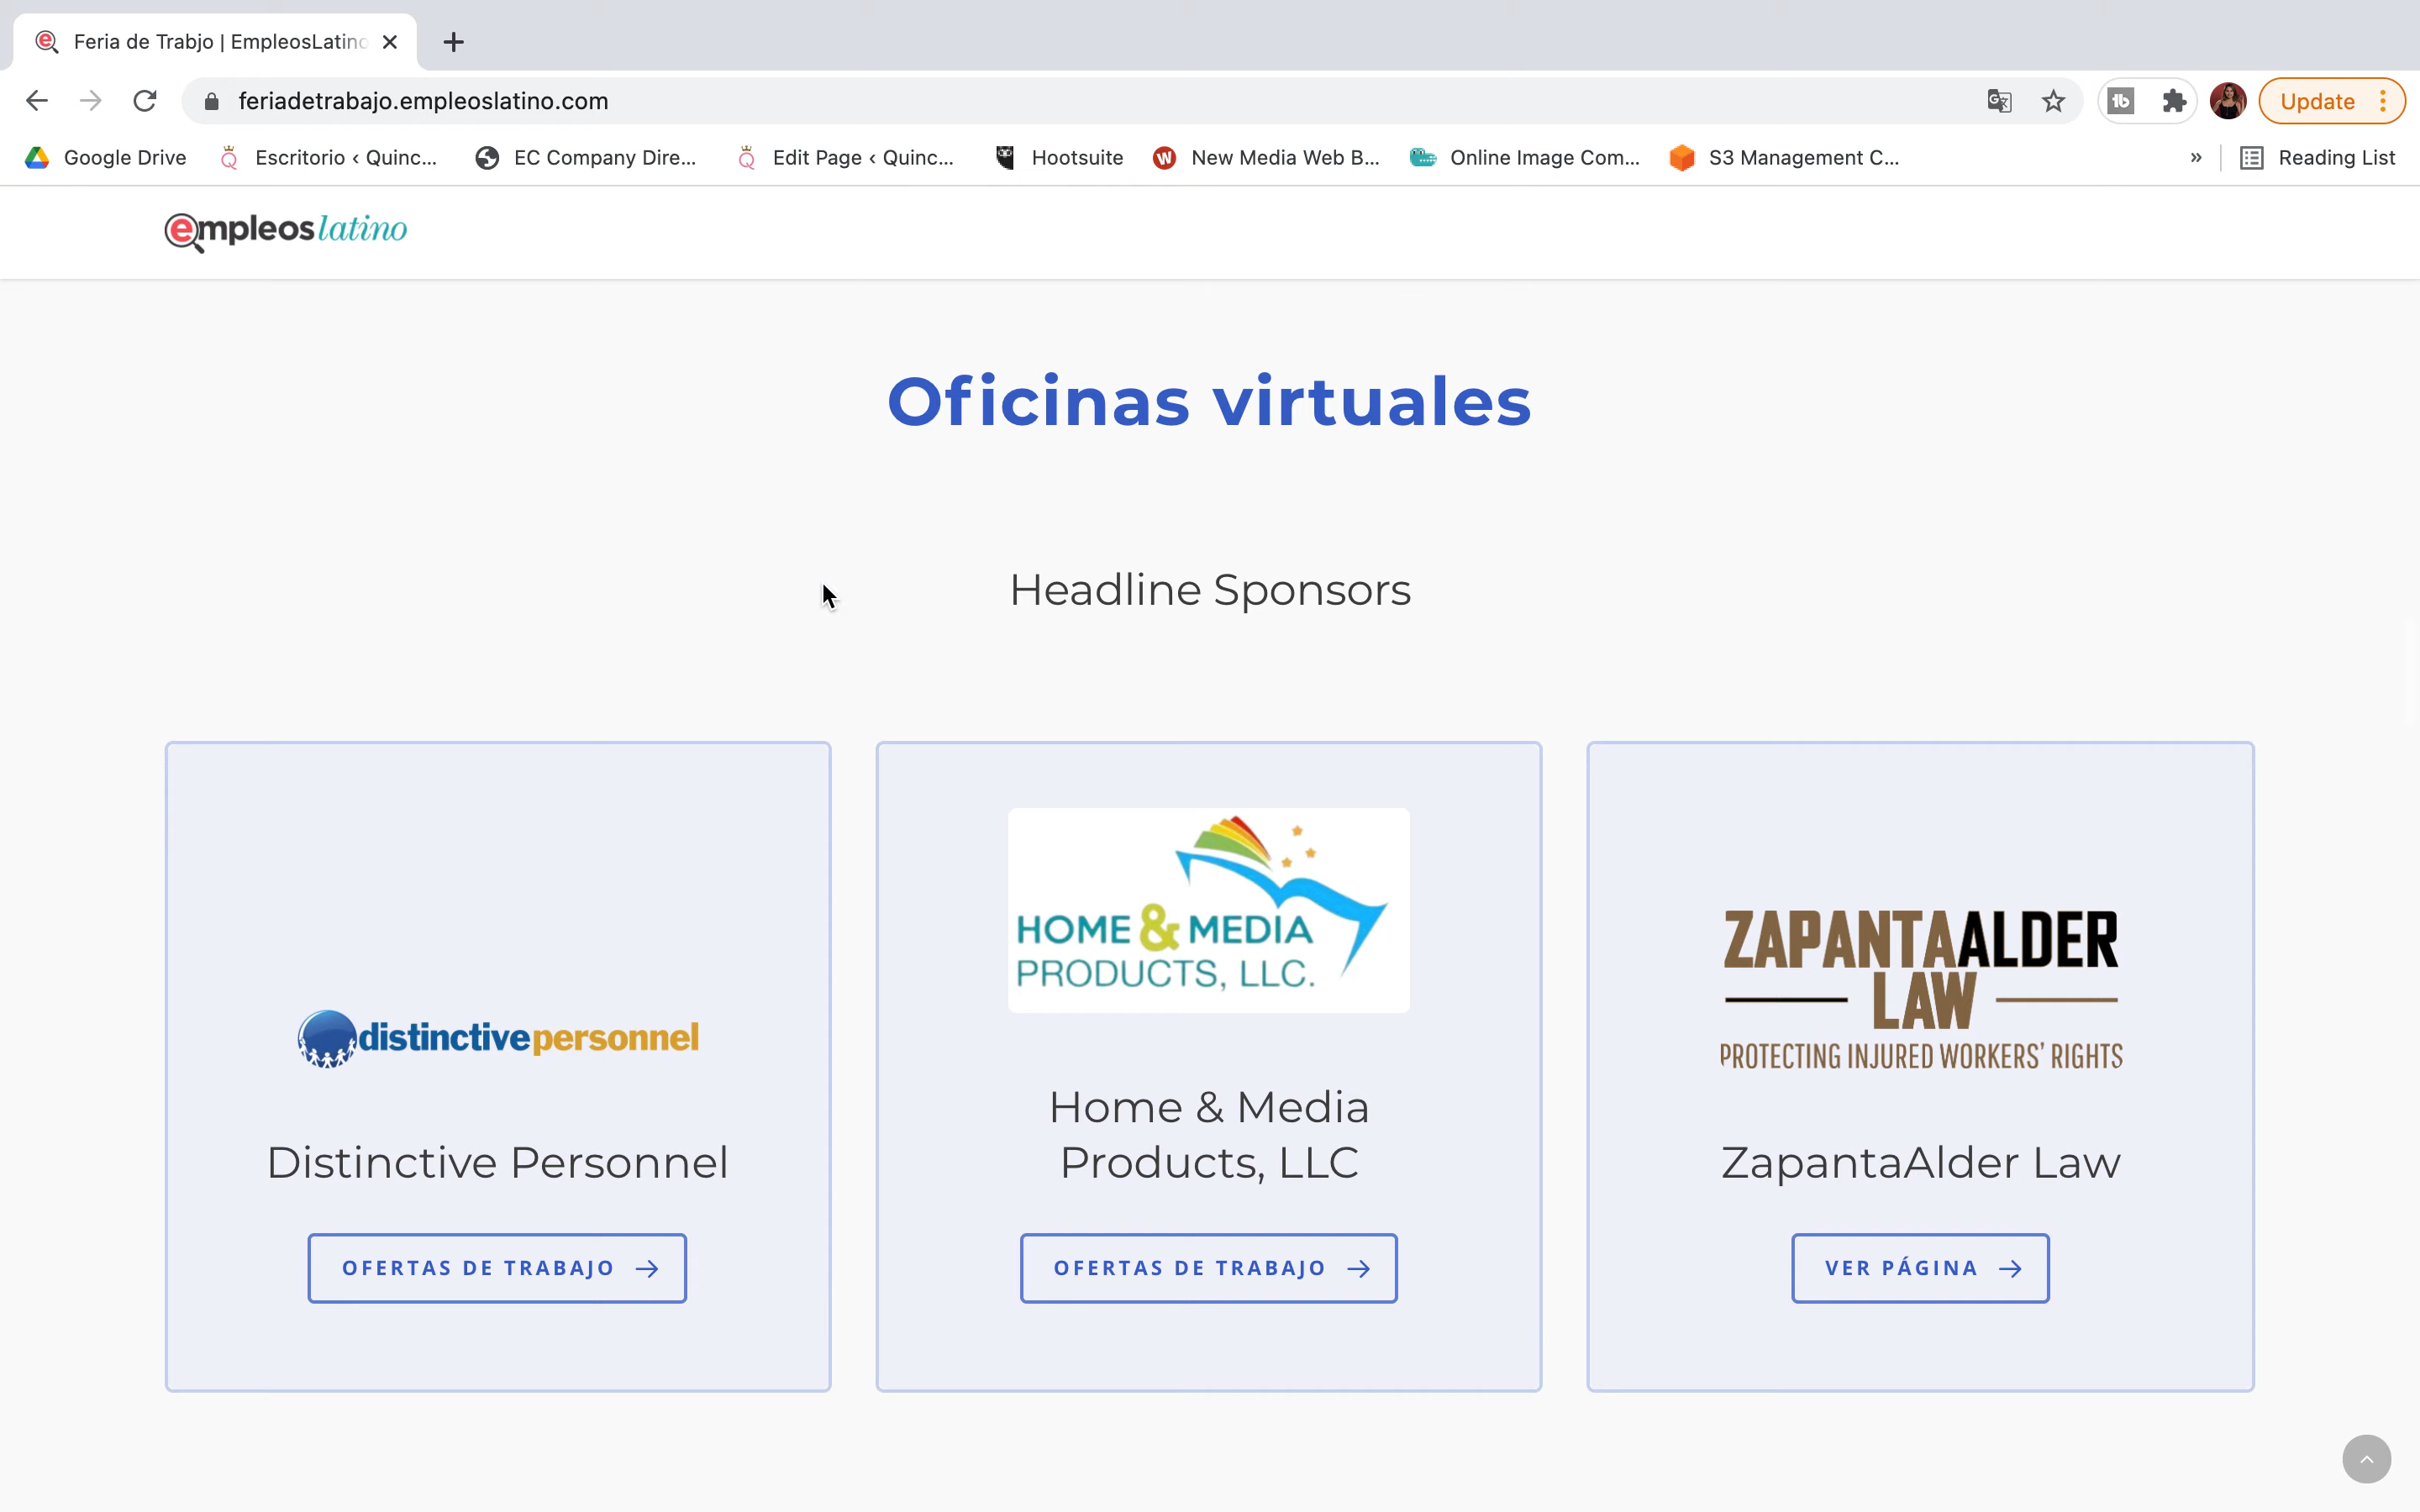 Feria de Trabjo | EmpleosLatino
feriadetrabajo.empleoslatino.com
Update
Google Drive
Escritorio ‹ Quinc...
EC Company Dire...
Edit Page ‹ Quinc...
Hootsuite
New Media Web B...
Online Image Com...
S3 Management C...
»
Reading List
empleos latino
Oficinas virtuales
Headline Sponsors
distinctivepersonnel
Distinctive Personnel
OFERTAS DE TRABAJO
HOME & MEDIA
PRODUCTS, LLC.
Home & Media
Products, LLC
OFERTAS DE TRABAJO
ZAPANTAALDER
LAW
PROTECTING INJURED WORKERS' RIGHTS
ZapantaAlder Law
VER PÁGINA